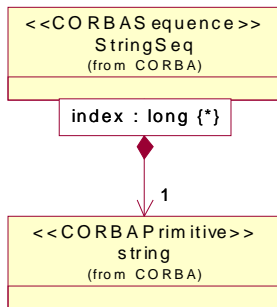 <<CORBASequence>>
StringSeq
(from CORBA)
index : long {*}
1
<<CORBAPrimitive>>
string
(from CORBA)